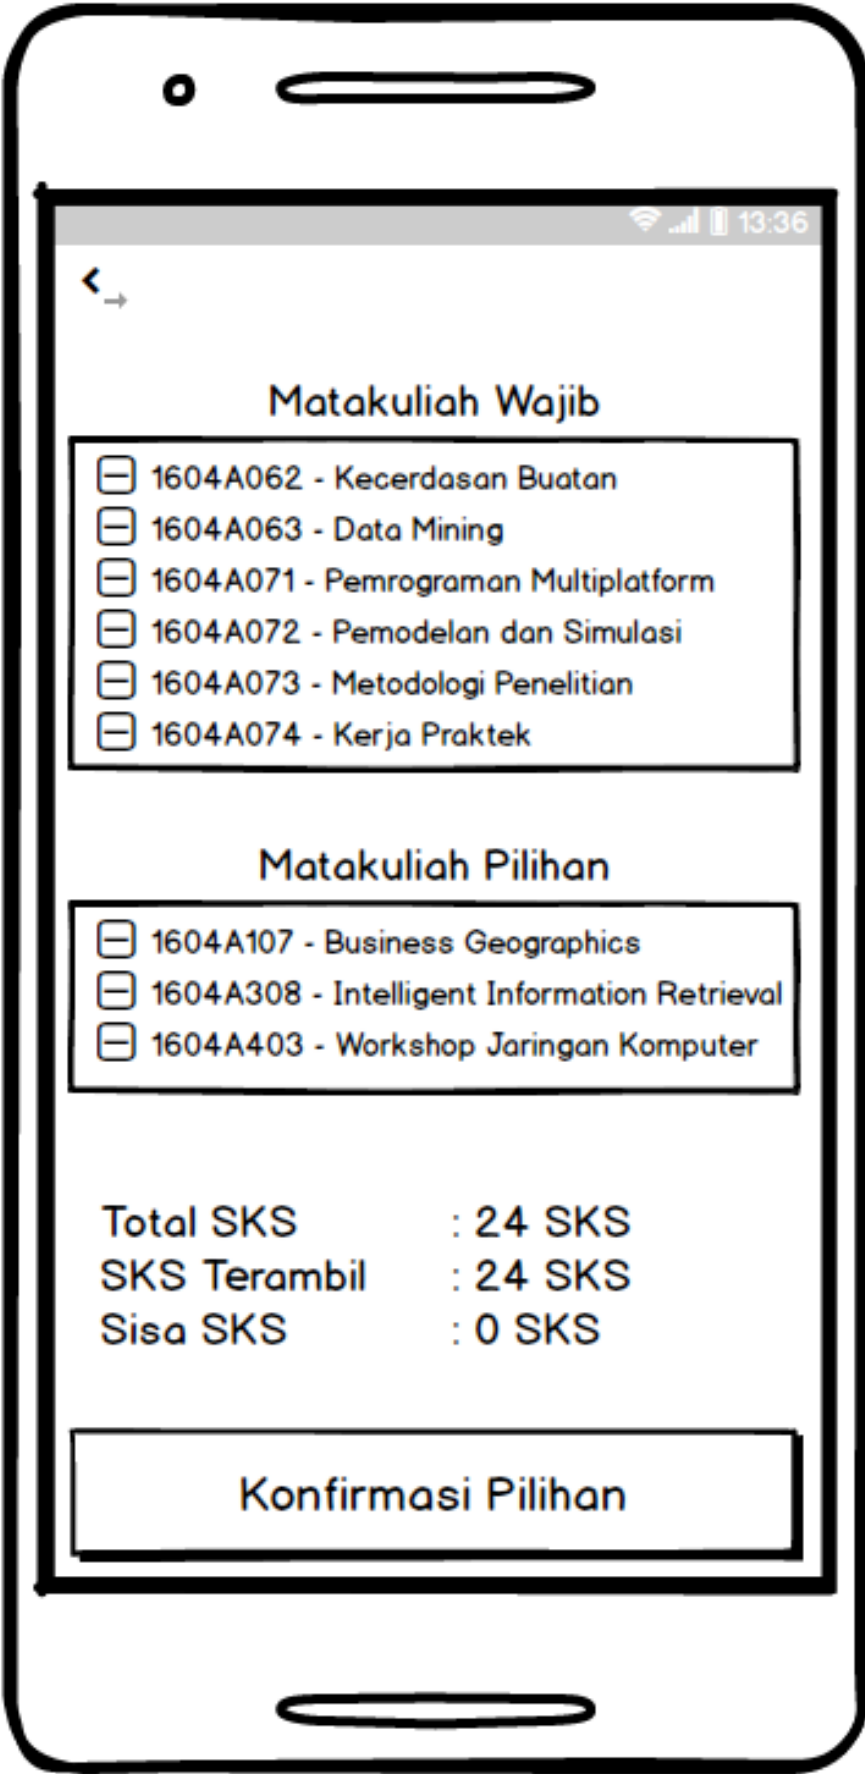 13:36
Matakuliah Wajib
1604A062 - Kecerdasan Buatan
1604A063 - Data Mining
1604A071 - Pemrograman Multiplatform
1604A072 - Pemodelan dan Simulasi
1604A073 - Metodologi Penelitian
1604A074 - Kerja Praktek
Matakuliah Pilihan
1604A107 - Business Geographics
1604A308 - Intelligent Information Retrieval
1604A403 - Workshop Jaringan Komputer
Total SKS : 24 SKS
SKS Terambil : 24 SKS
Sisa SKS : 0 SKS
Konfirmasi Pilihan